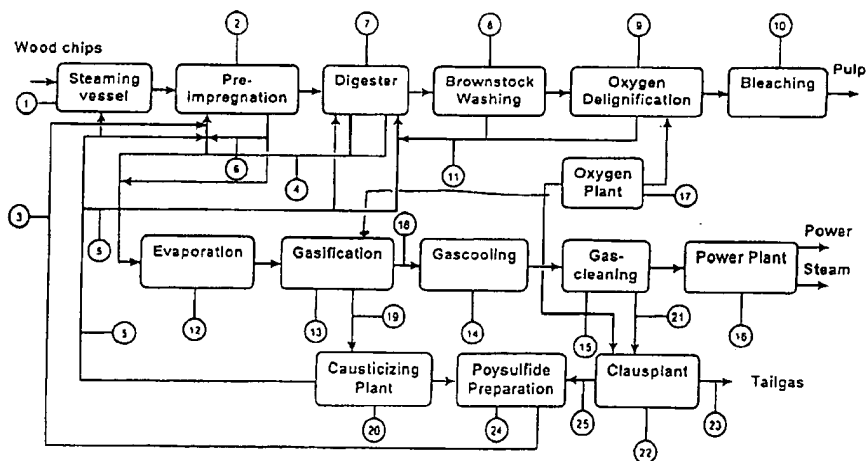 2
7
8
9
10
Wood chips
Steaming
vessel
Pre-
impregnation
Digester
Brownstock
Washing
Oxygen
Delignification
Bleaching
Pulp
1
6
4
11
Oxygen
Plant
17
3
5
18
Power
Evaporation
Gasification
Gascooling
Gas-
cleaning
Power Plant
Steam
12
13
19
14
15
21
16
5
Causticizing
Plant
Poysulfide
Preparation
Clausplant
Tailgas
20
24
25
22
23